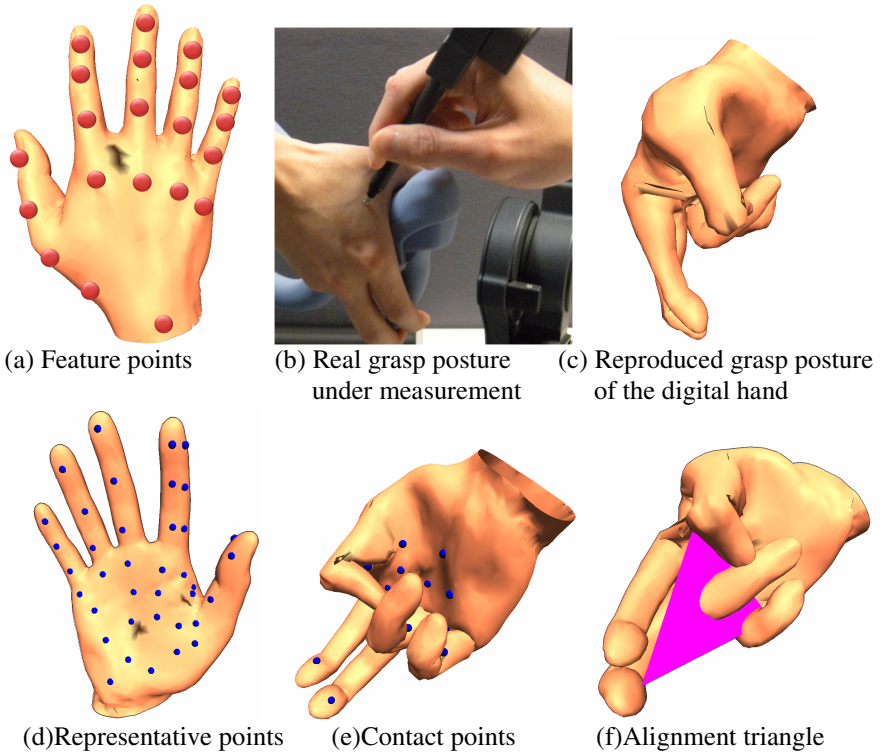 (a) Feature points
(b) Real grasp posture
under measurement
(c) Reproduced grasp posture
of the digital hand
(d)Representative points
(e)Contact points
(f)Alignment triangle